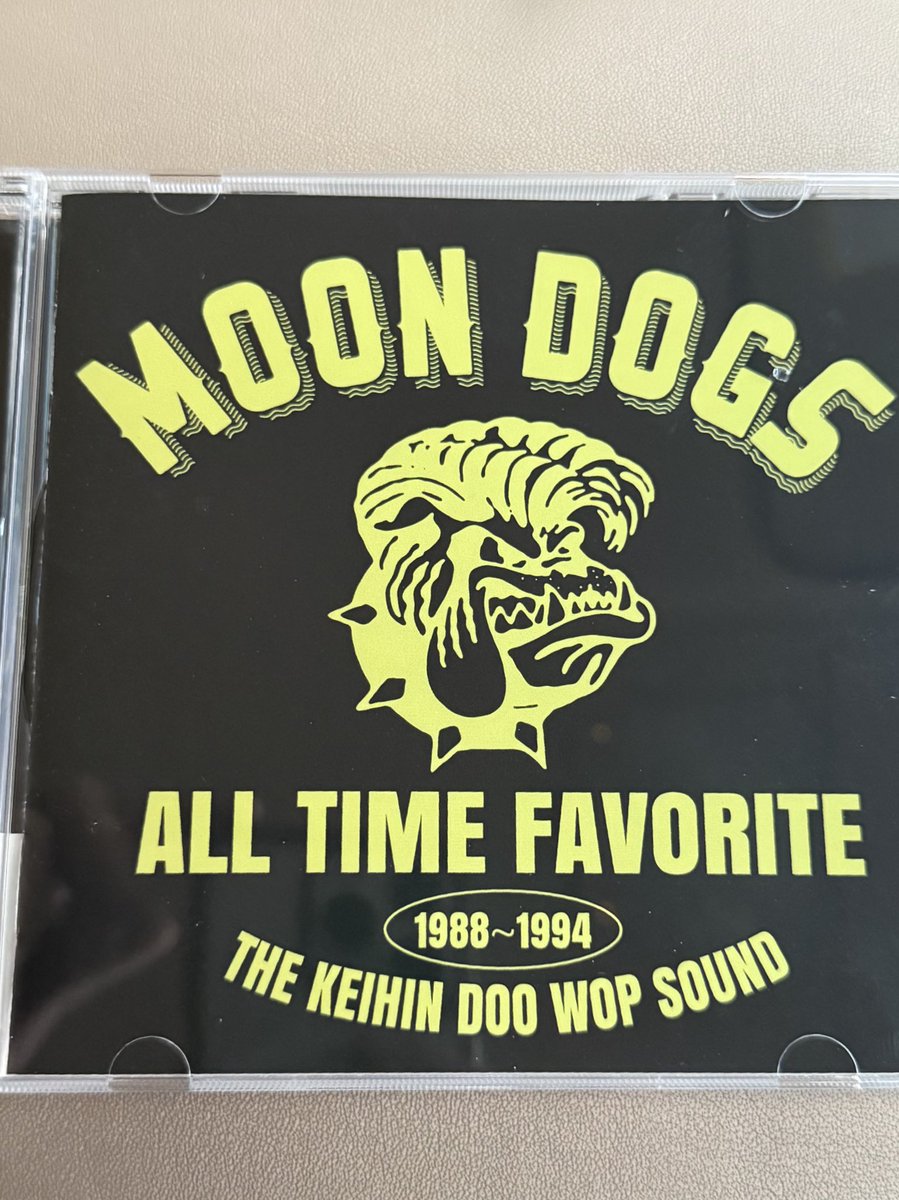 MOON DOGS
ALL TIME FAVORITE
1988~1994
THE KEIHIN DOO WOP SOUND